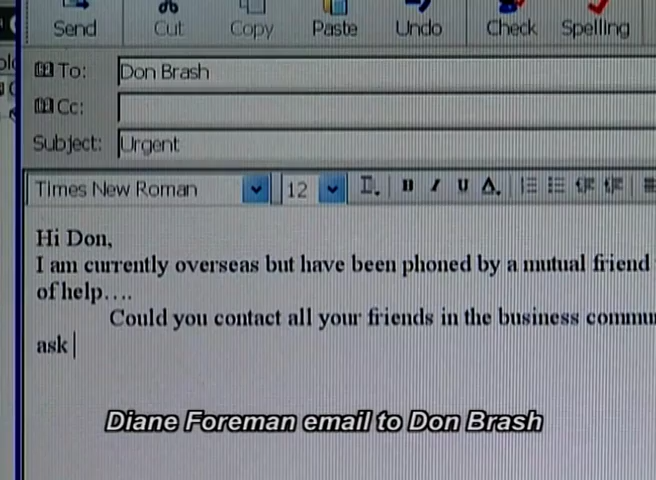 Send Cut Copy Paste Undo Check Spelling
To: Don Brash
Cc:
Subject: Urgent
Times New Roman 12 B I U A
Hi Don,
I am currently overseas but have been phoned by a mutual friend
of help....
Could you contact all your friends in the business commu
ask
Diane Foreman email to Don Brash